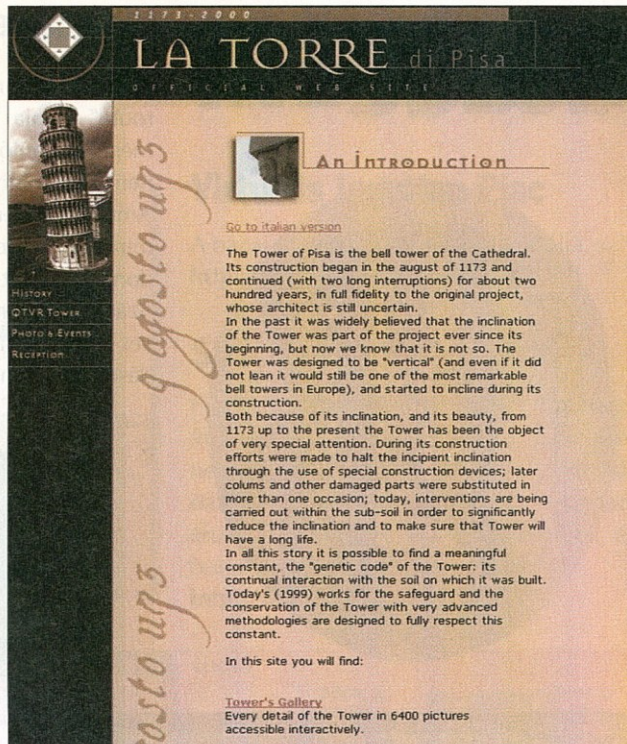 1173-2000
LA TORRE di Pisa
OFFICIAL WEB SITE
HISTORY
QTVR TOWER
PHOTO & EVENTS
RECEPTION
9 agosto 1173
agosto 1173
AN INTRODUCTION
Go to italian version
The Tower of Pisa is the bell tower of the Cathedral.
Its construction began in the august of 1173 and
continued (with two long interruptions) for about two
hundred years, in full fidelity to the original project,
whose architect is still uncertain.
In the past it was widely believed that the inclination
of the Tower was part of the project ever since its
beginning, but now we know that it is not so. The
Tower was designed to be "vertical" (and even if it did
not lean it would still be one of the most remarkable
bell towers in Europe), and started to incline during its
construction.
Both because of its inclination, and its beauty, from
1173 up to the present the Tower has been the object
of very special attention. During its construction
efforts were made to halt the incipient inclination
through the use of special construction devices; later
colums and other damaged parts were substituted in
more than one occasion; today, interventions are being
carried out within the sub-soil in order to significantly
reduce the inclination and to make sure that Tower will
have a long life.
In all this story it is possible to find a meaningful
constant, the "genetic code" of the Tower: its
continual interaction with the soil on which it was built.
Today's (1999) works for the safeguard and the
conservation of the Tower with very advanced
methodologies are designed to fully respect this
constant.
In this site you will find:
Tower's Gallery
Every detail of the Tower in 6400 pictures
accessible interactively.